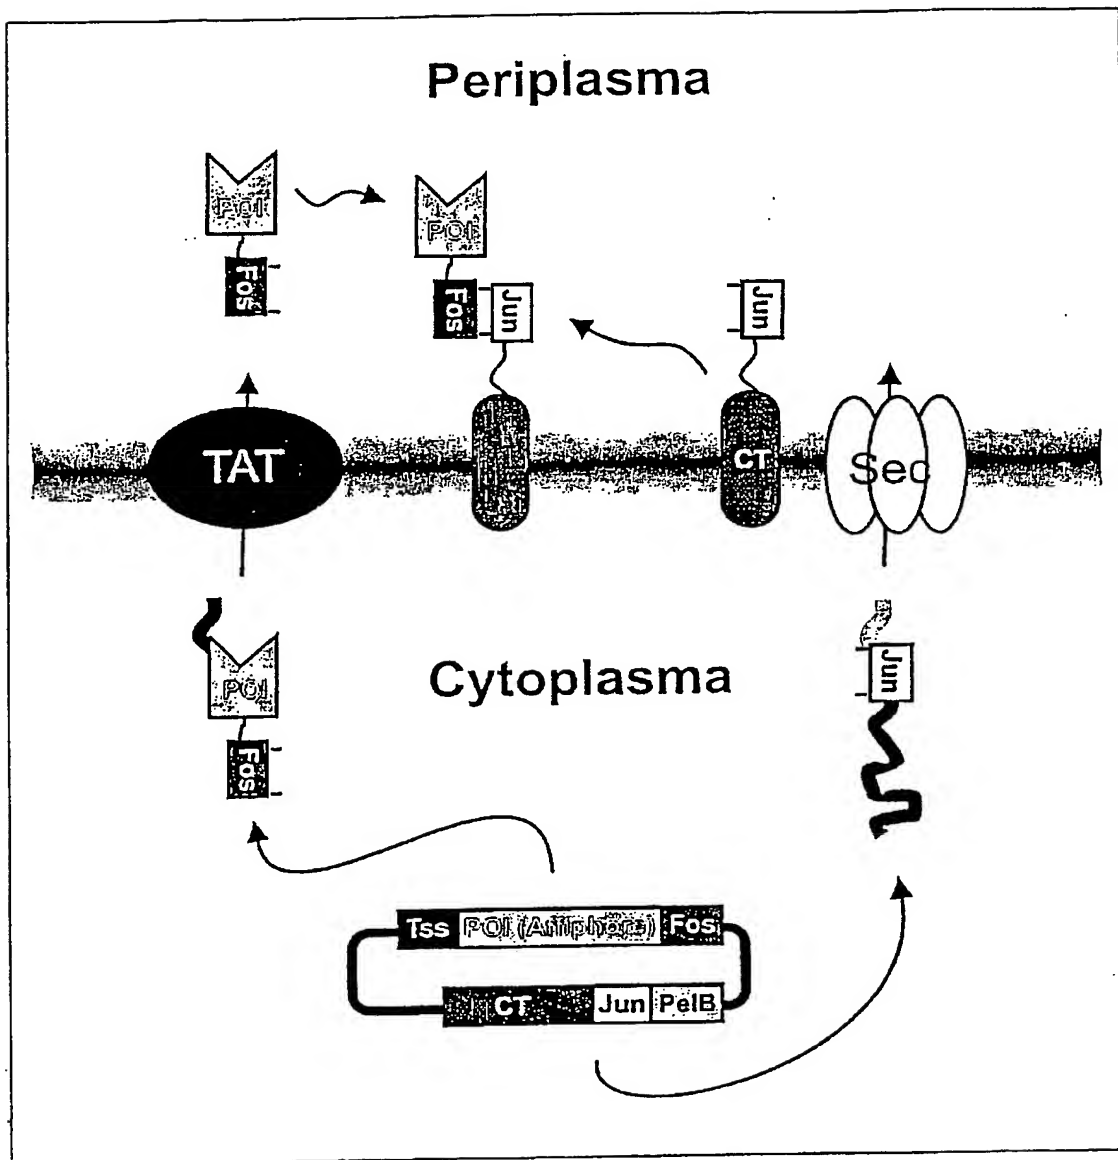 Periplasma
POI
POI
Fos
Fos
Jun
Jun
TAT
CT
Sec
POI
Cytoplasma
Jun
Fos
Tss POI (Affiphore) Fos
CT Jun PelB